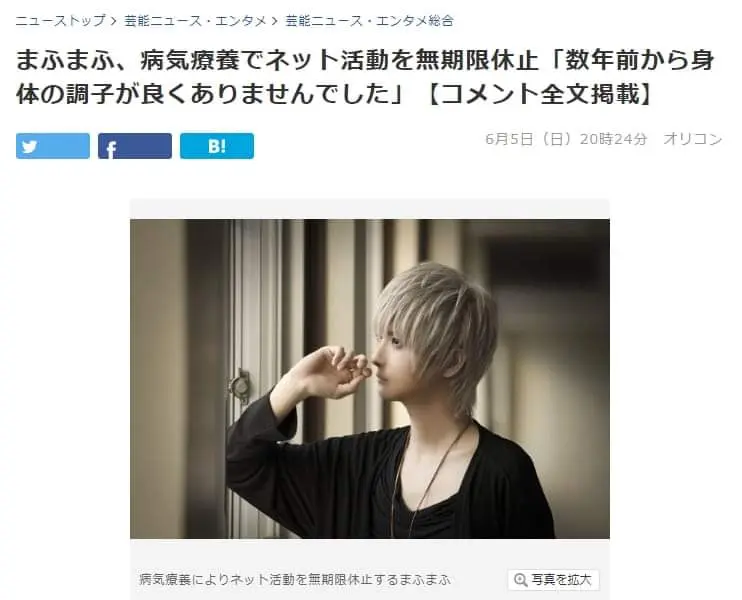 ニューストップ > 芸能ニュース・エンタメ > 芸能ニュース・エンタメ総合
まふまふ、病気療養でネット活動を無期限休止「数年前から身
体の調子が良くありませんでした」【コメント全文掲載】
B!
6月5日（日）20時24分 オリコン
病気療養によりネット活動を無期限休止するまふまふ
写真を拡大